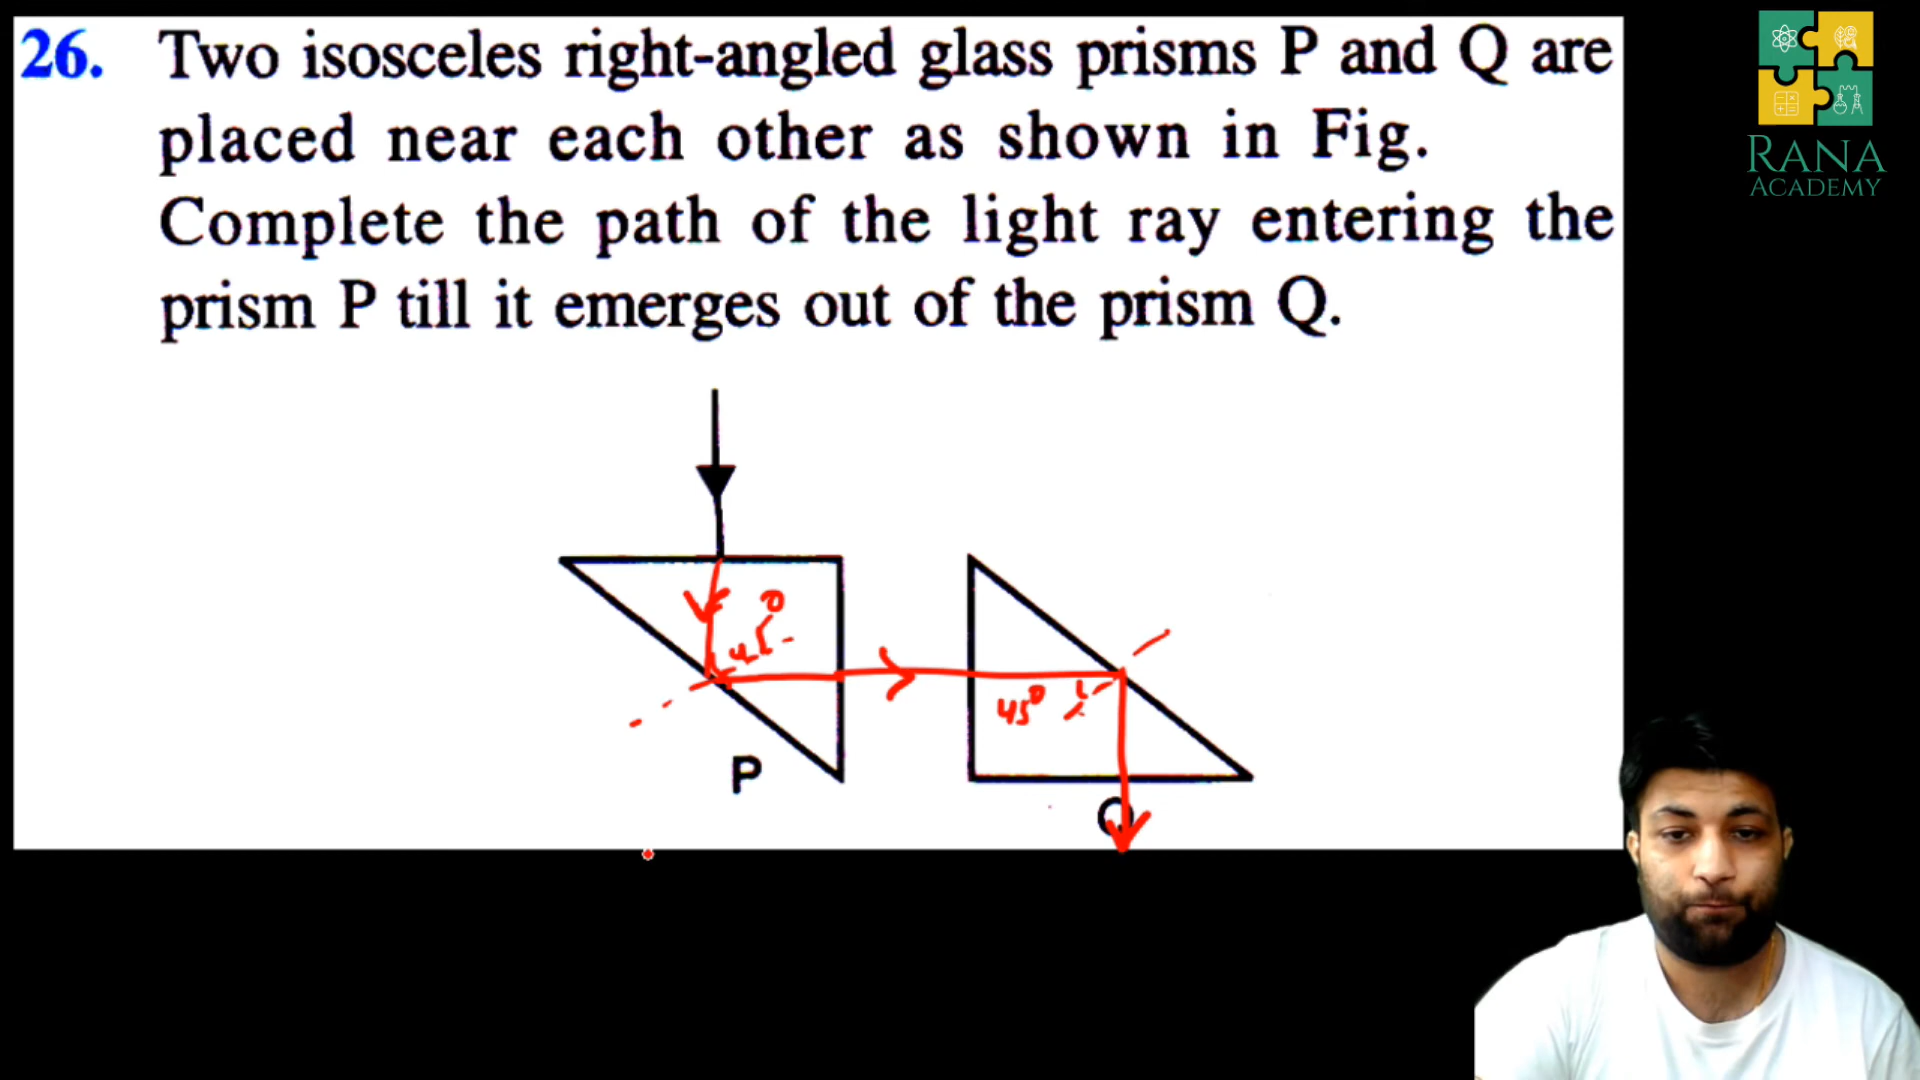 26. Two isosceles right-angled glass prisms P and Q are
placed near each other as shown in Fig.
Complete the path of the light ray entering the
prism P till it emerges out of the prism Q.
RANA
ACADEMY
45°
P
Q